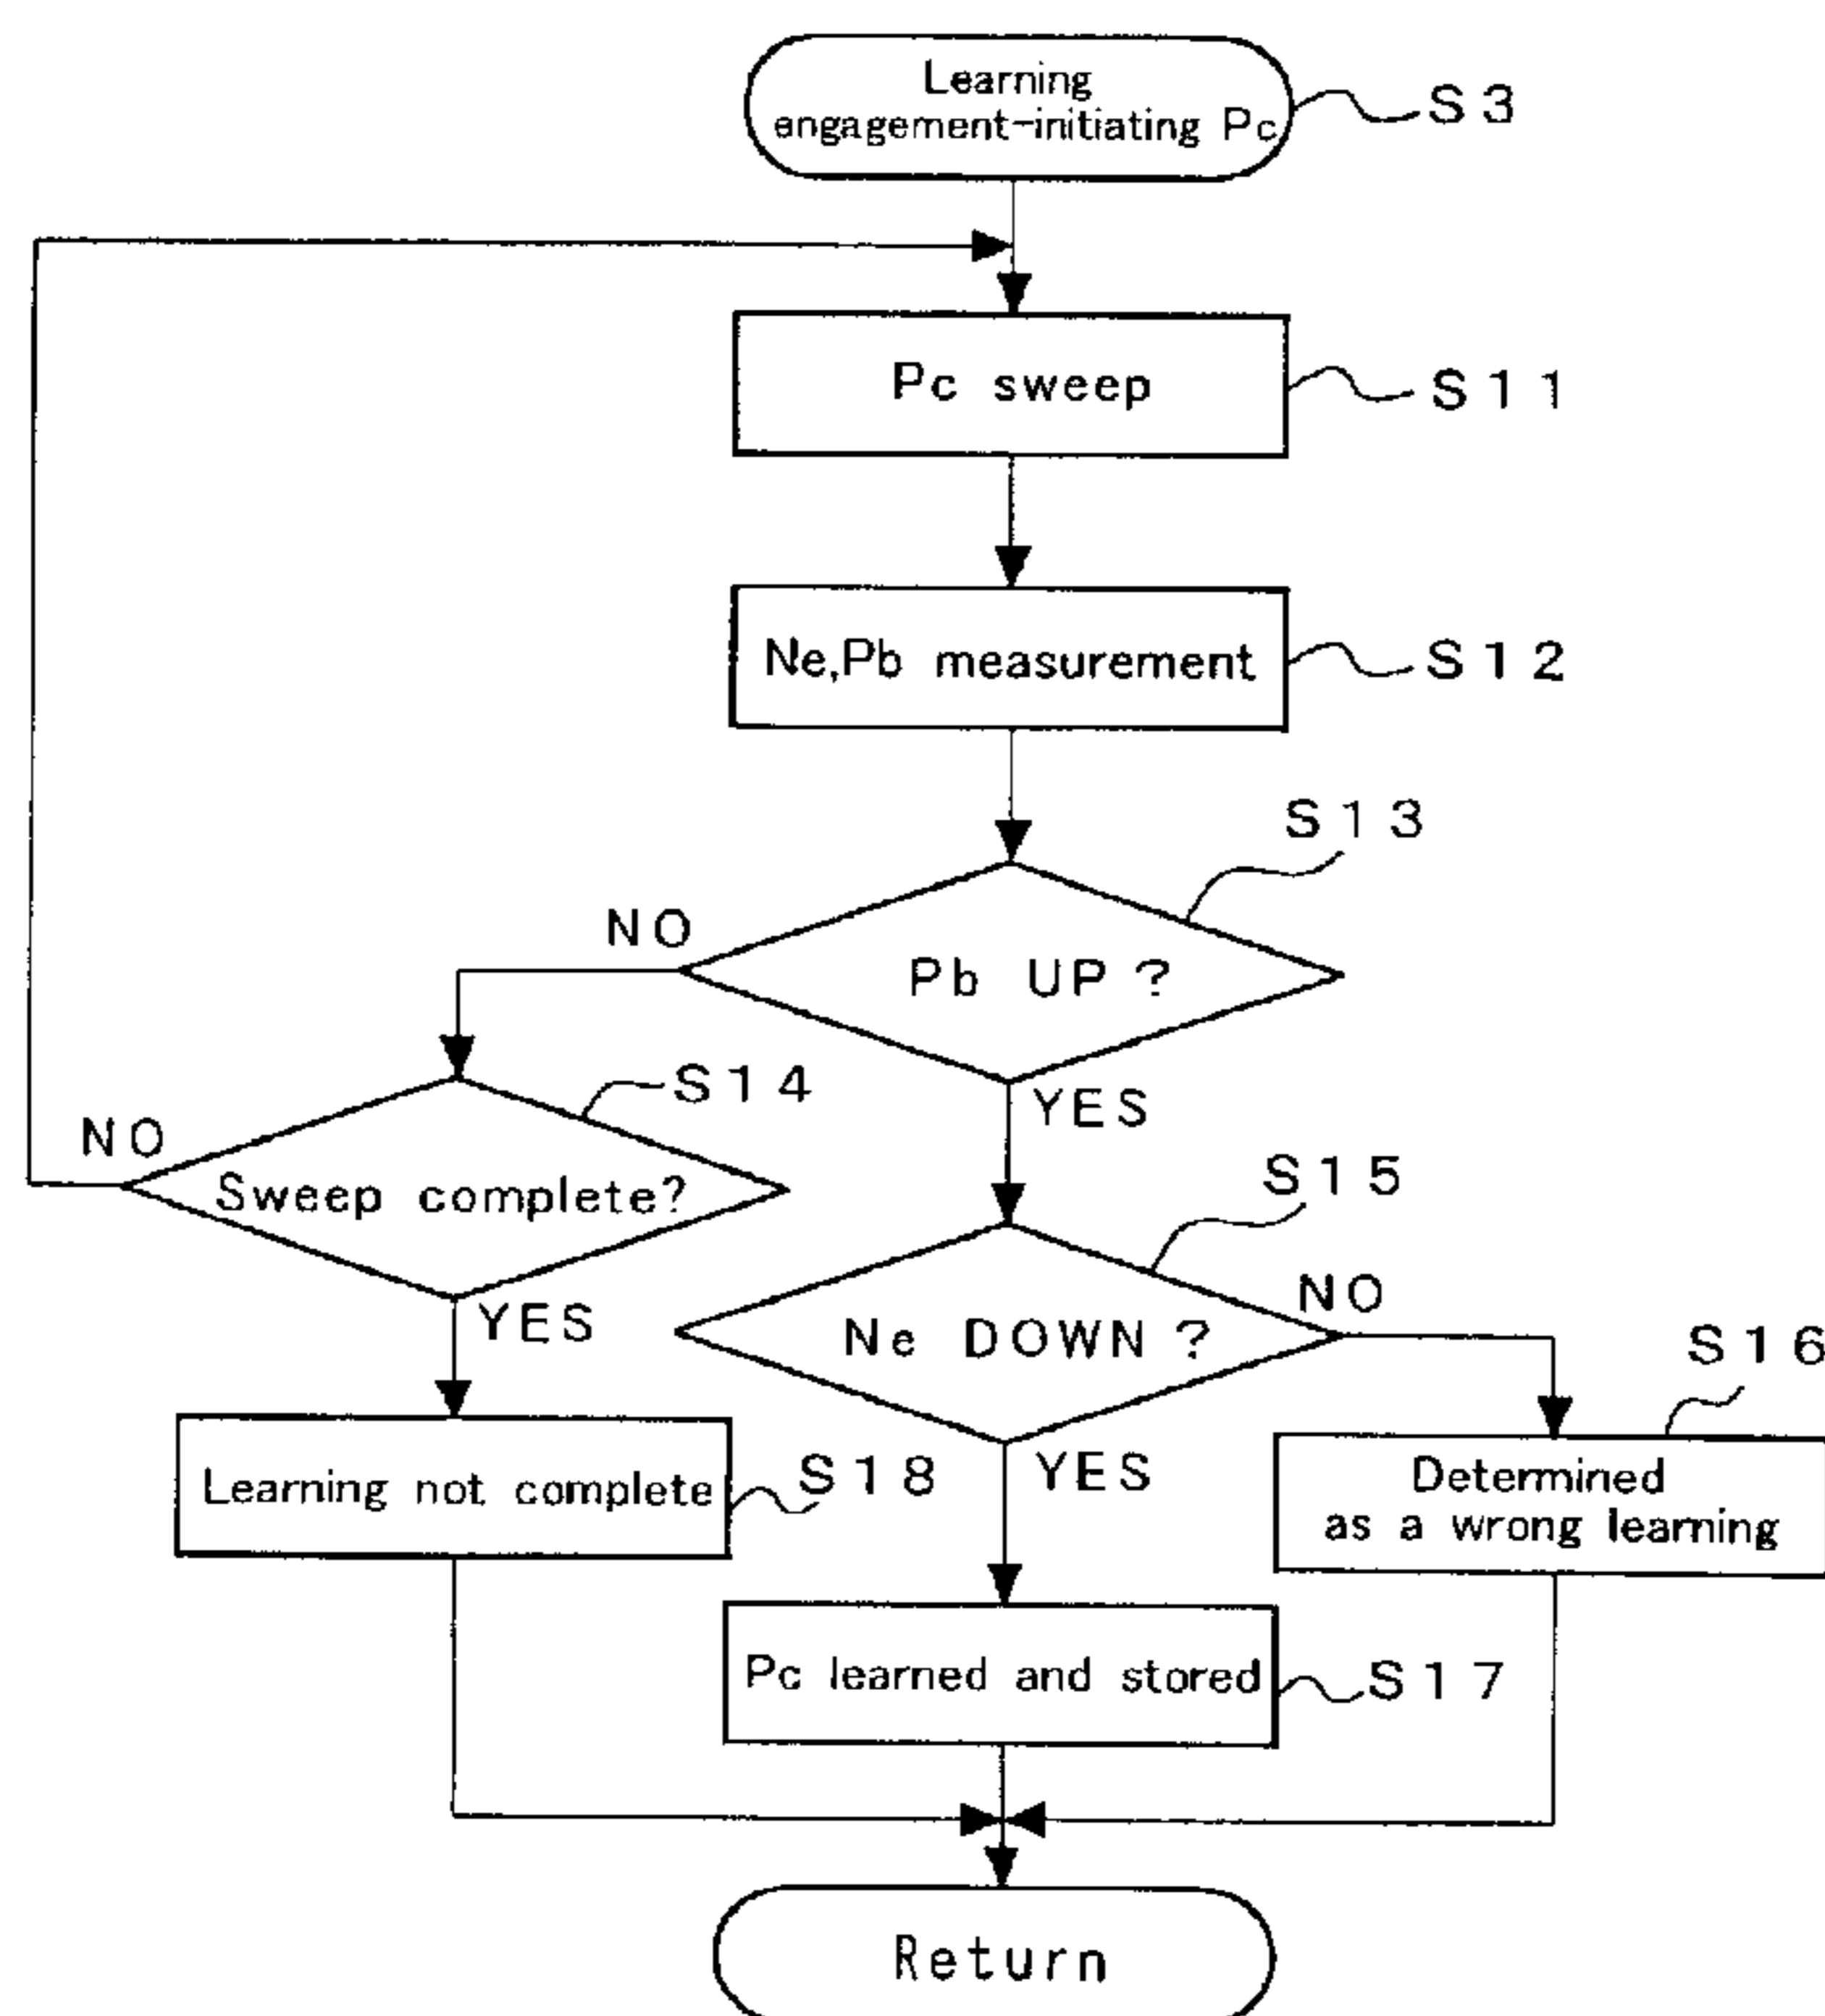 Learning
engagement-initiating Pc
S3
Pc sweep
S11
Ne,Pb measurement
S12
S13
NO
Pb UP ?
S14
YES
NO
Sweep complete?
S15
YES
NO
Ne DOWN ?
S16
Learning not complete
S18
YES
Determined
as a wrong learning
Pc learned and stored
S17
Return